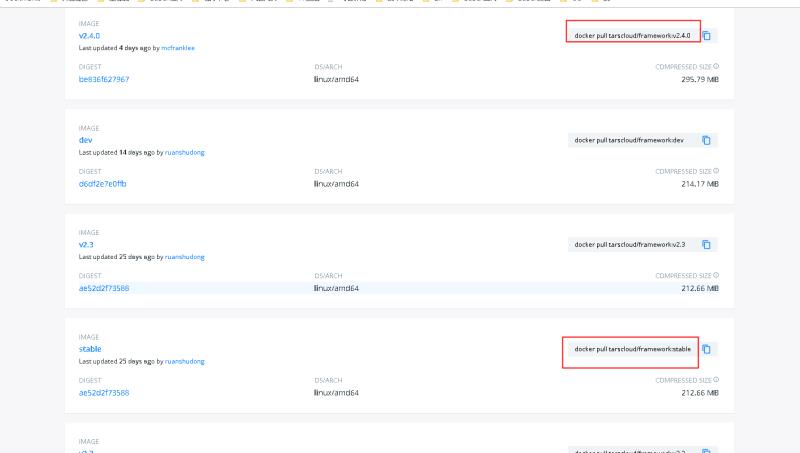 IMAGE
v2.4.0
docker pull tarscloud/framework:v2.4.0
Last updated 4 days ago by mcfranklee
DIGEST OS/ARCH COMPRESSED SIZE
be836f627967 linux/amd64 295.79 MB
IMAGE
dev
docker pull tarscloud/framework:dev
Last updated 14 days ago by ruanshudong
DIGEST OS/ARCH COMPRESSED SIZE
d6df2e7e0ffb linux/amd64 214.17 MB
IMAGE
v2.3
docker pull tarscloud/framework:v2.3
Last updated 25 days ago by ruanshudong
DIGEST OS/ARCH COMPRESSED SIZE
ae52d2f73588 linux/amd64 212.66 MB
IMAGE
stable
docker pull tarscloud/framework:stable
Last updated 25 days ago by ruanshudong
DIGEST OS/ARCH COMPRESSED SIZE
ae52d2f73588 linux/amd64 212.66 MB
IMAGE